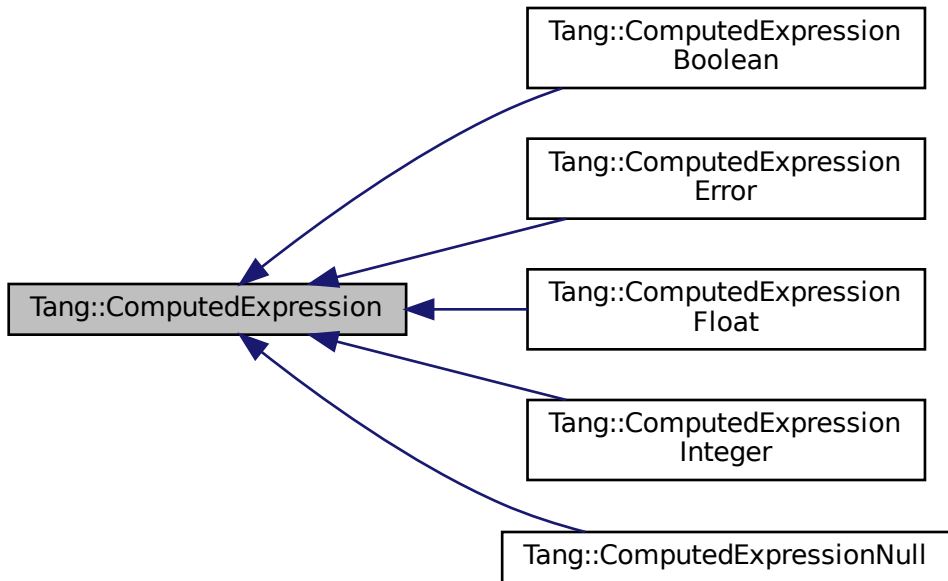 Tang::ComputedExpression
Boolean
Tang::ComputedExpression
Error
Tang::ComputedExpression
Tang::ComputedExpression
Float
Tang::ComputedExpression
Integer
Tang::ComputedExpressionNull